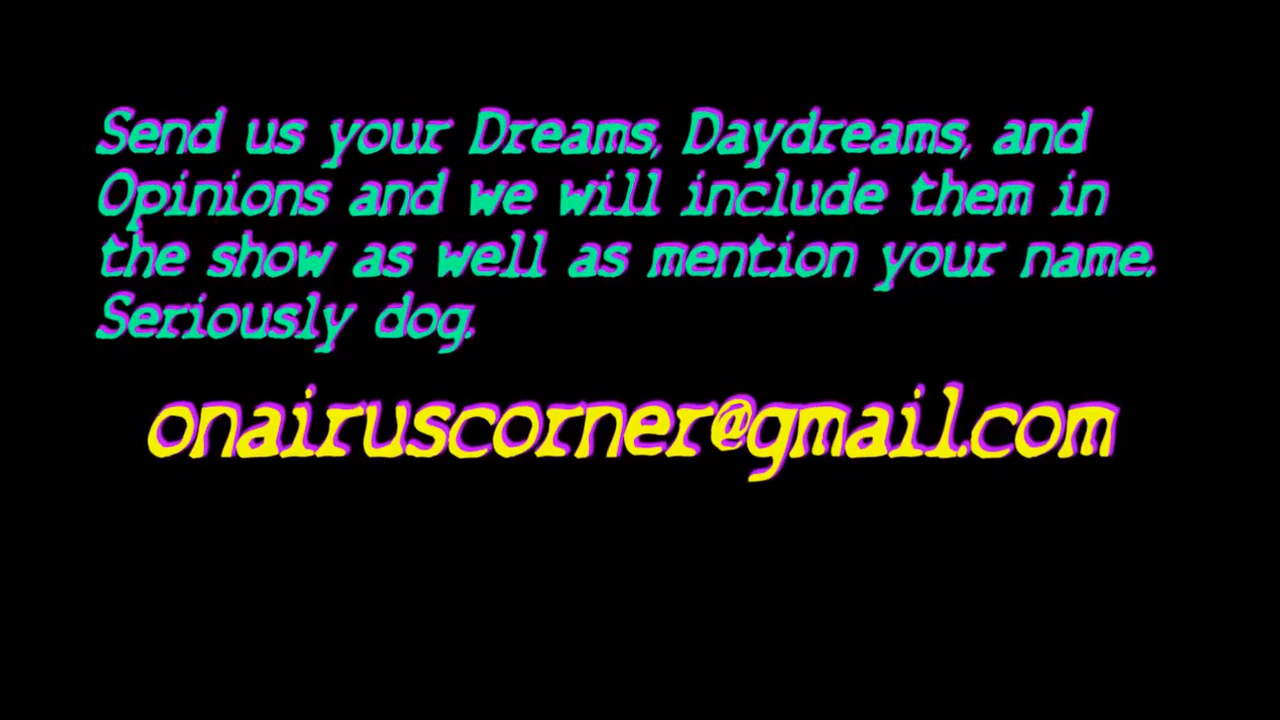 Send us your Dreams, Daydreams, and
Opinions and we will include them in
the show as well as mention your name.
Seriously dog.
onairuscorner@gmail.com